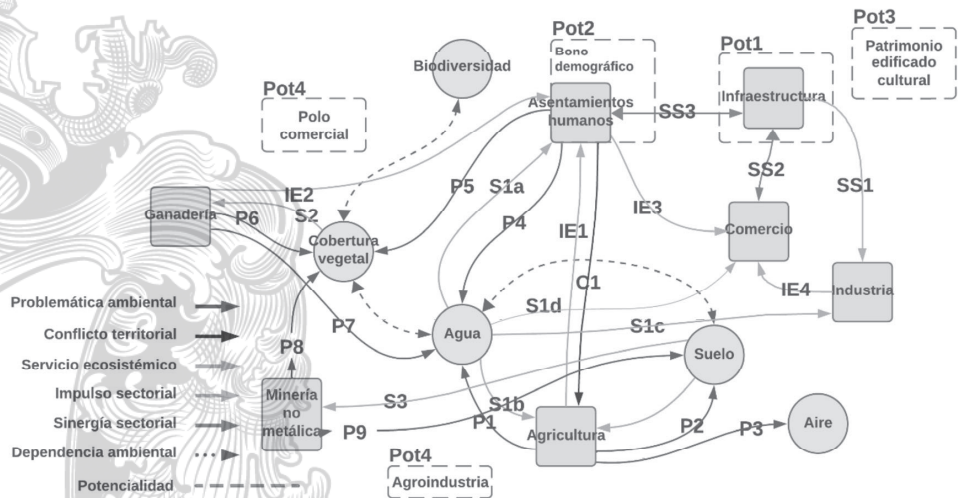 Pot3
Patrimonio
edificado
cultural
Pot2
Bono
demográfico
Pot1
Biodiversidad
Pot4
Polo
comercial
Asentamientos
humanos
SS3
Infraestructura
SS2
SS1
IE2
P5
S1a
Ganadería
P6
S2
P4
IE3
Comercio
Cobertura
vegetal
IE1
C1
IE4
Industria
Problemática ambiental
Conflicto territorial
Servicio ecosistémico
Impulso sectorial
Sinergía sectorial
Dependencia ambiental
Potencialidad
P7
S1d
Agua
S1c
P8
Suelo
Minería
no
metálica
S3
S1b
P9
P1
P2
P3
Aire
Agricultura
Pot4
Agroindustria